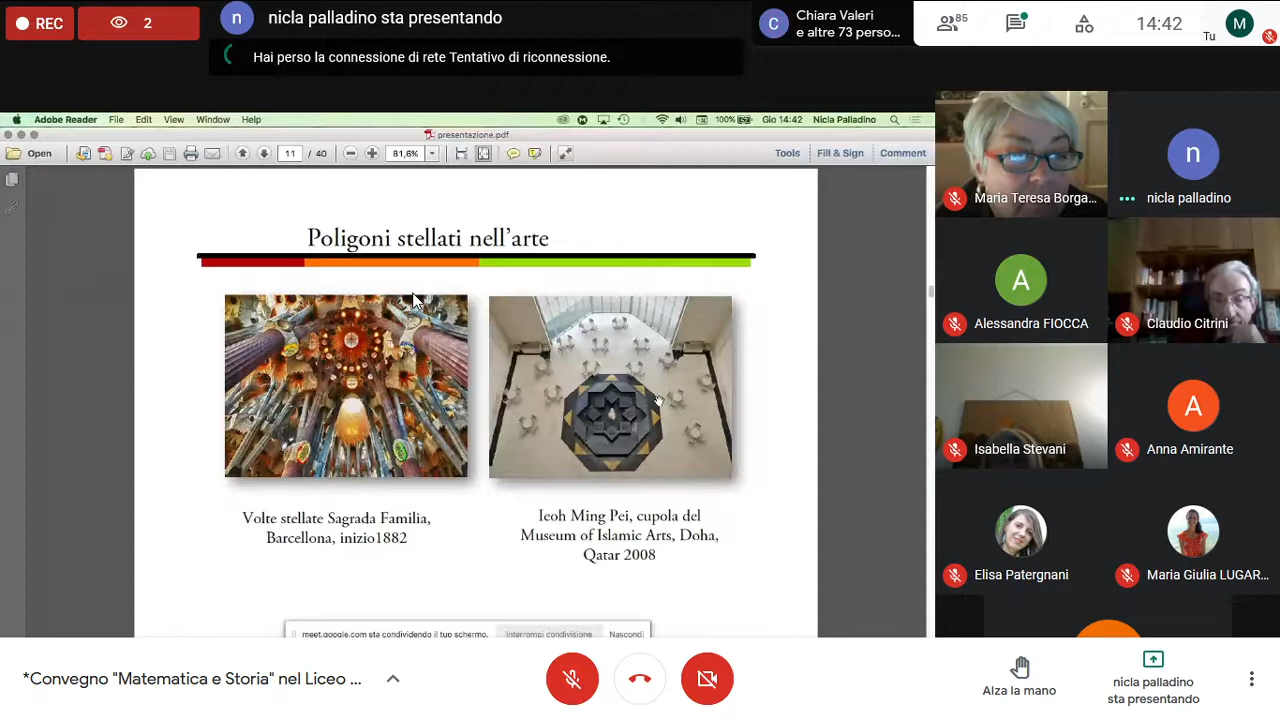 REC
2
n
nicla palladino sta presentando
Hai perso la connessione di rete Tentativo di riconnessione.
C
Chiara Valeri
e altre 73 perso...
85
14:42
Tu
M
Adobe Reader File Edit View Window Help
100%
Gio 14:42 Nicla Palladino
presentazione.pdf
Open
11 / 40
81,6%
Tools Fill & Sign Comment
Poligoni stellati nell'arte
Volte stellate Sagrada Familia,
Barcellona, inizio1882
Ieoh Ming Pei, cupola del
Museum of Islamic Arts, Doha,
Qatar 2008
meet.google.com sta condividendo il tuo schermo. Interrompi condivisione Nascondi
Maria Teresa Borga...
n
nicla palladino
A
Alessandra FIOCCA
Claudio Citrini
Isabella Stevani
A
Anna Amirante
Elisa Patergnani
Maria Giulia LUGAR...
*Convegno "Matematica e Storia" nel Liceo ...
Alza la mano
nicla palladino
sta presentando